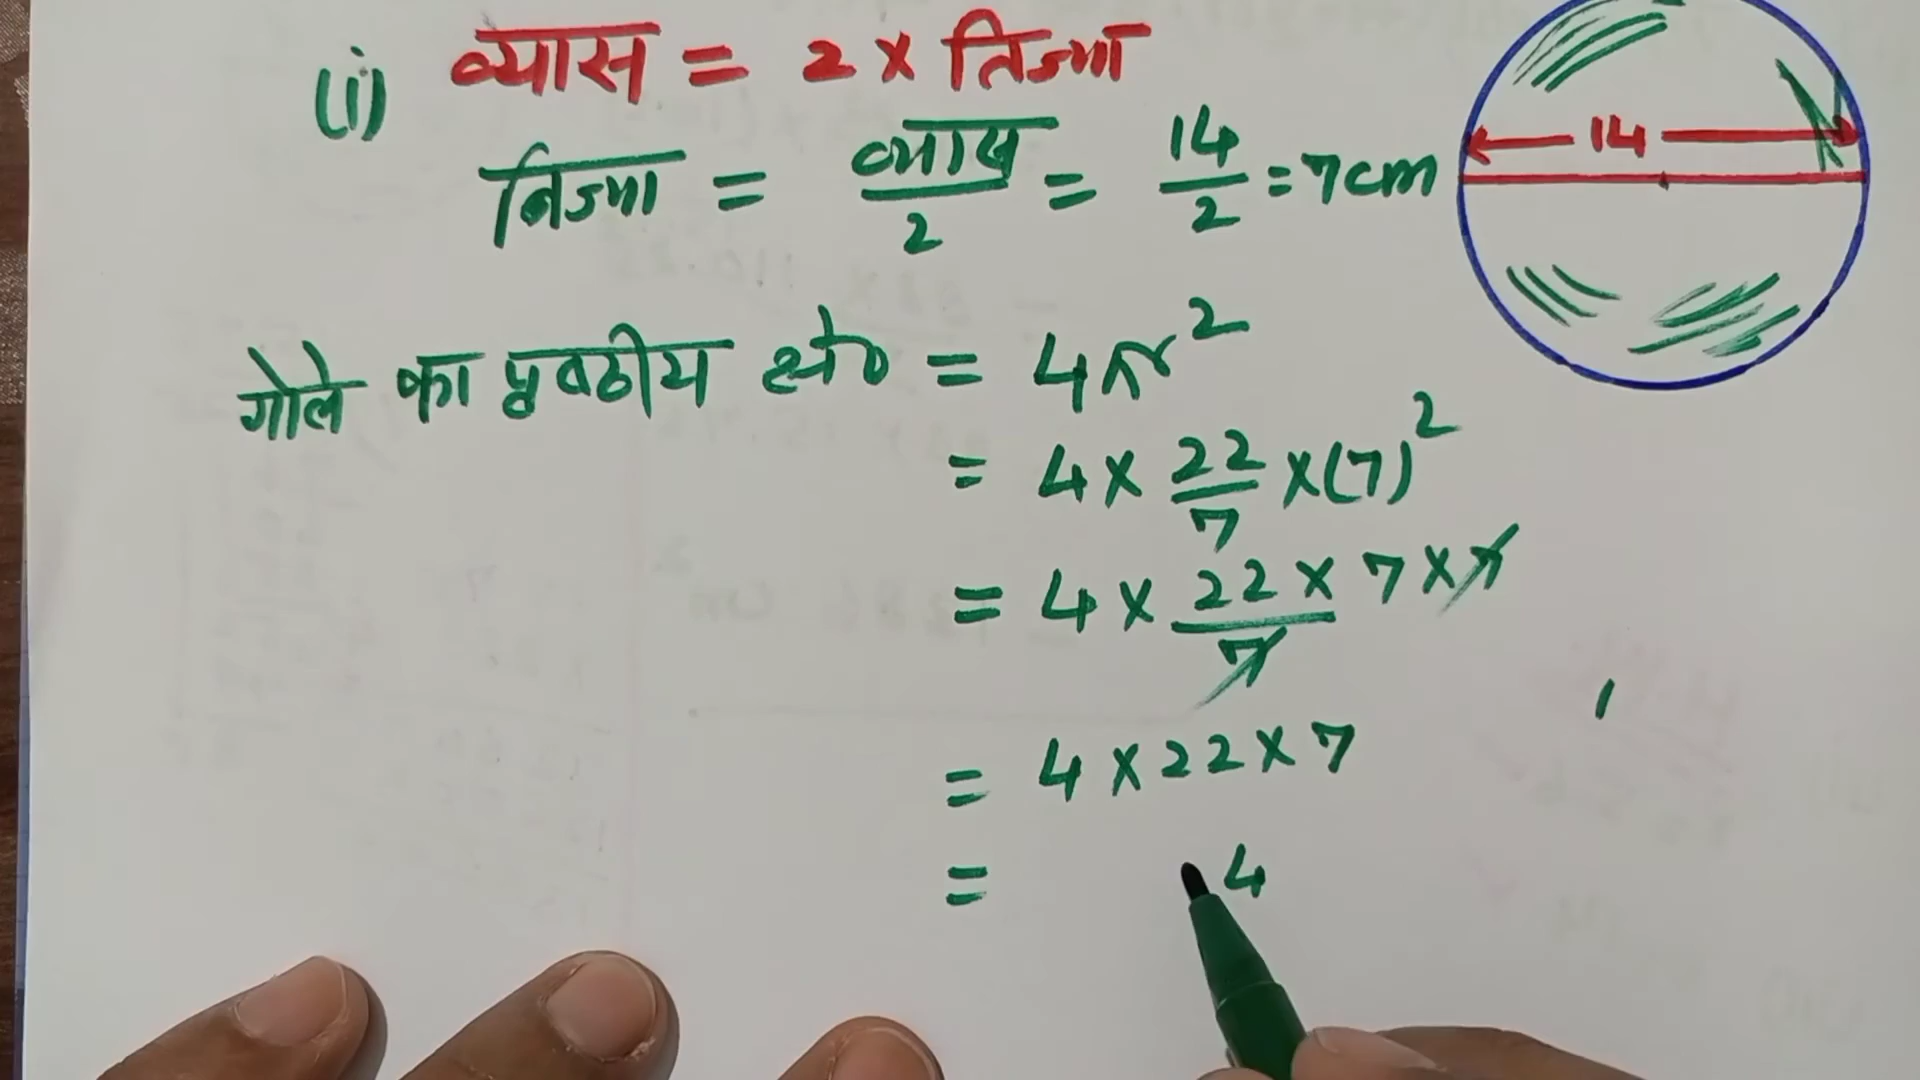 (i) व्यास = 2 × त्रिज्या
त्रिज्या = व्यास/2 = 14/2 = 7cm
14
गोले का पृष्ठीय क्षे० = 4πr²
= 4 × 22/7 × (7)²
= 4 × 22 × 7 × 7/7
= 4 × 22 × 7
= 4